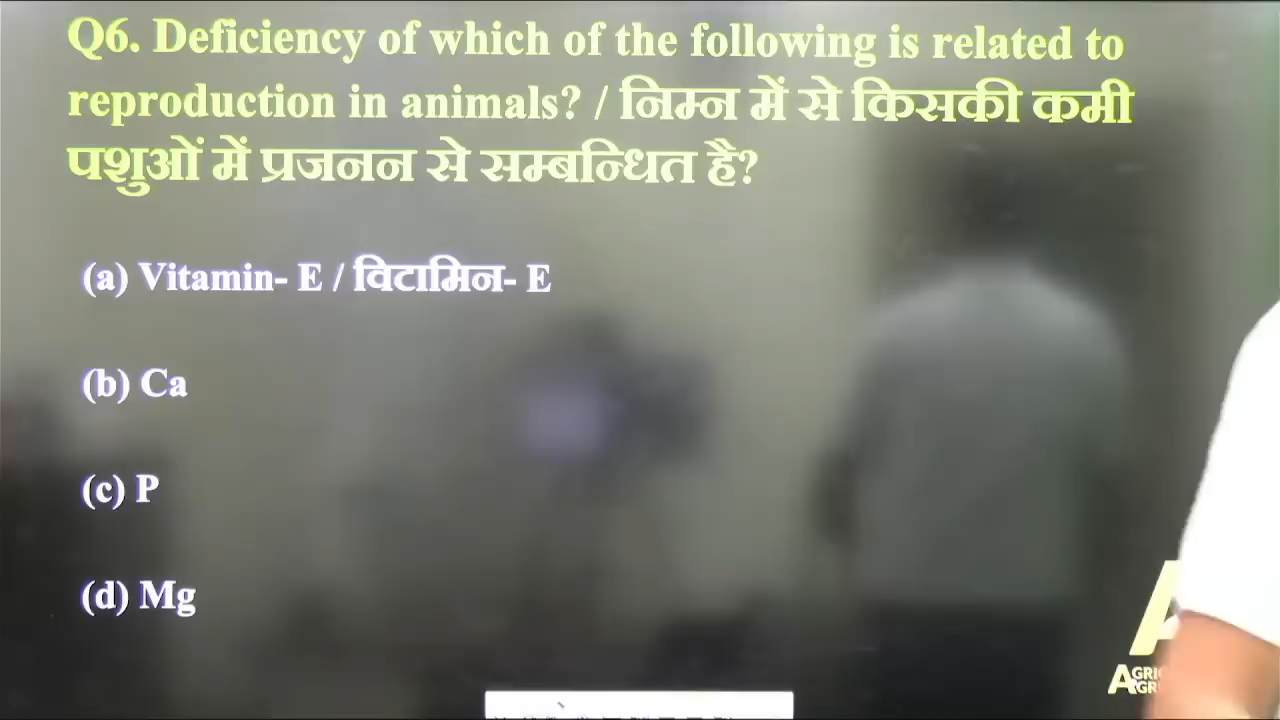 Q6. Deficiency of which of the following is related to
reproduction in animals? / निम्न में से किसकी कमी
पशुओं में प्रजनन से सम्बन्धित है?
(a) Vitamin- E / विटामिन- E
(b) Ca
(c) P
(d) Mg